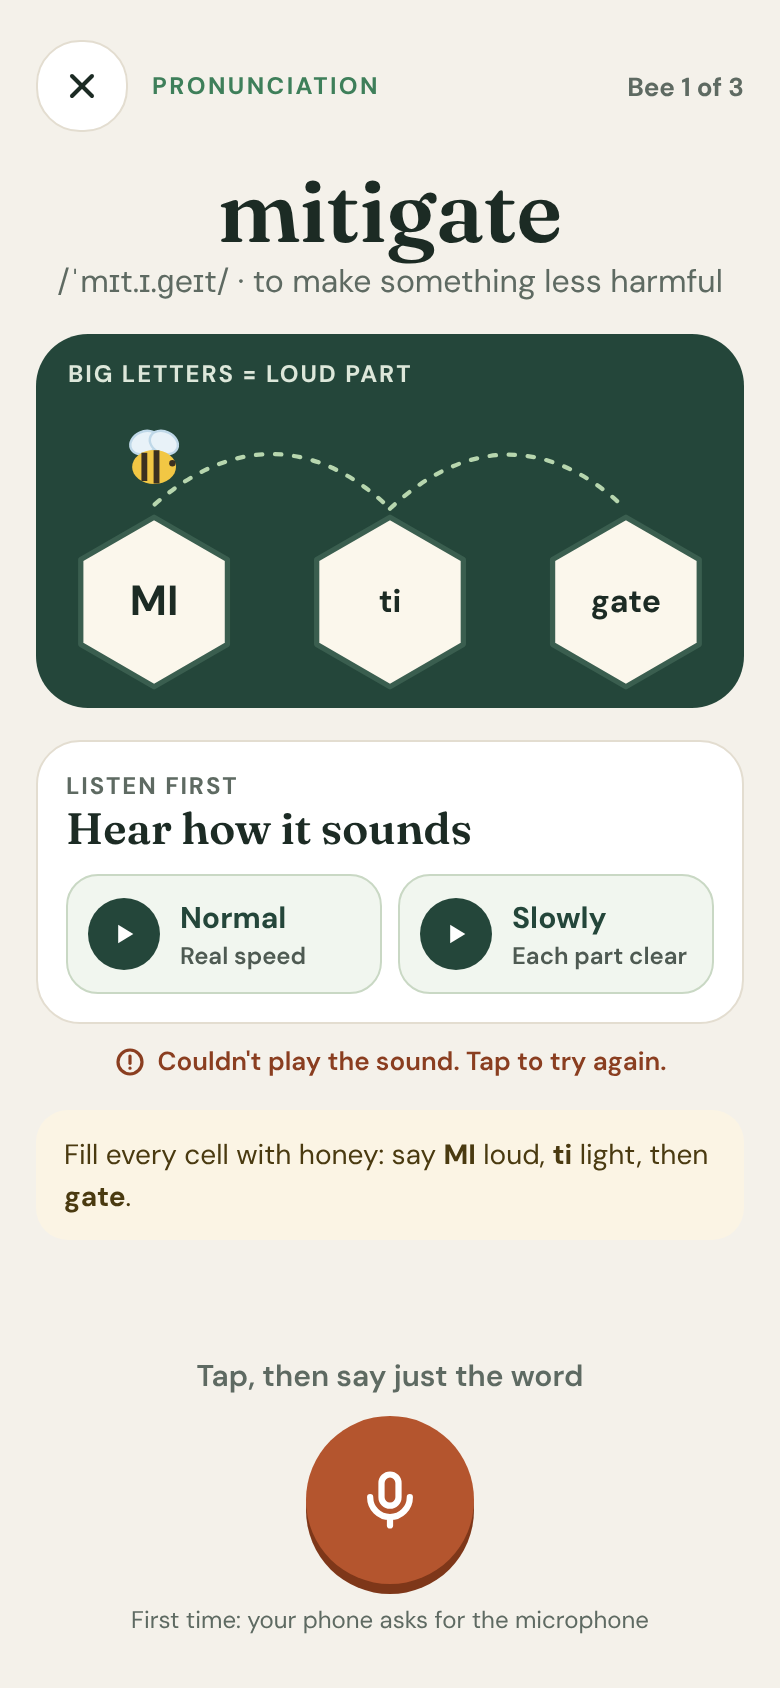 PRONUNCIATION
Bee 1 of 3
mitigate
/ˈmɪt.ɪ.ɡeɪt/ · to make something less harmful
BIG LETTERS = LOUD PART
MI
ti
gate
LISTEN FIRST
Hear how it sounds
Normal
Real speed
Slowly
Each part clear
Couldn't play the sound. Tap to try again.
Fill every cell with honey: say MI loud, ti light, then
gate.
Tap, then say just the word
First time: your phone asks for the microphone